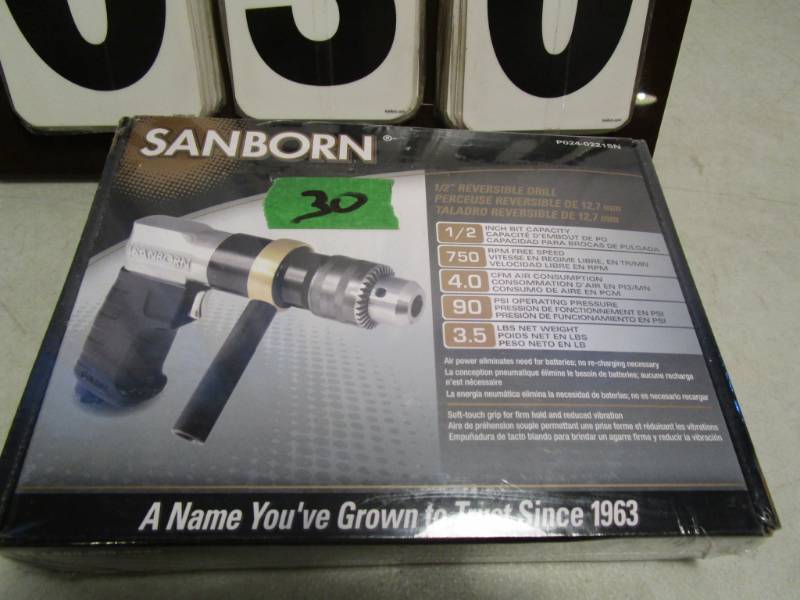 0 3 0
SANBORN®
P024-0221SN
30
1/2" REVERSIBLE DRILL
PERCEUSE REVERSIBLE DE 12,7 mm
TALADRO REVERSIBLE DE 12,7 mm
SANBORN
1/2
INCH BIT CAPACITY
CAPACITÉ D'EMBOUT DE PO
CAPACIDAD PARA BROCAS DE PULGADA
750
RPM FREE SPEED
VITESSE EN RÉGIME LIBRE, EN TR/MN
VELOCIDAD LIBRE EN RPM
4.0
CFM AIR CONSUMPTION
CONSOMMATION D'AIR EN PI3/MN
CONSUMO DE AIRE EN PCM
90
PSI OPERATING PRESSURE
PRESSION DE FONCTIONNEMENT EN PSI
PRESIÓN DE FUNCIONAMIENTO EN PSI
3.5
LBS NET WEIGHT
POIDS NET EN LBS
PESO NETO EN LB
Air power eliminates need for batteries; no re-charging necessary
La conception pneumatique élimine le besoin de batteries; aucune recharge
n'est nécessaire
La energía neumática elimina la necesidad de baterías; no es necesario recargar
Soft-touch grip for firm hold and reduced vibration
Aire de préhension souple permettant une prise ferme et réduisant les vibrations
Empuñadura de tacto blando para brindar un agarre firme y reducir la vibración
A Name You've Grown to Trust Since 1963